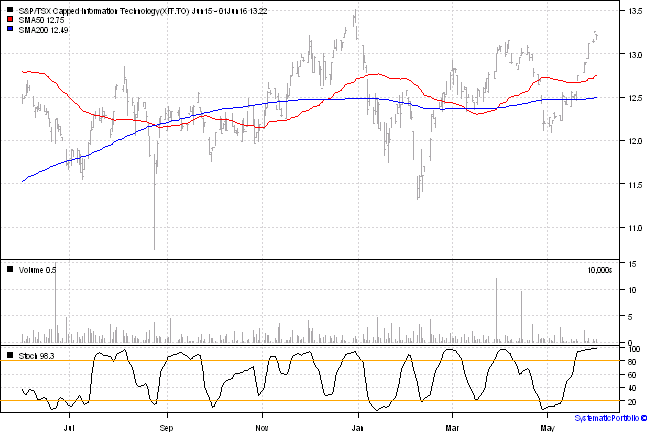 S&P/TSX Capped Information Technology(XIT.TO) Jun15 - 01Jun16 13.22
SMA50 12.75
SMA200 12.49
13.5
13.0
12.5
12.0
11.5
11.0
Volume 0.5
10,000s
15
10
5
0
Stoch 98.3
100
80
60
40
20
Jul
Sep
Nov
Jan
Mar
May
SystematicPortfolio ©